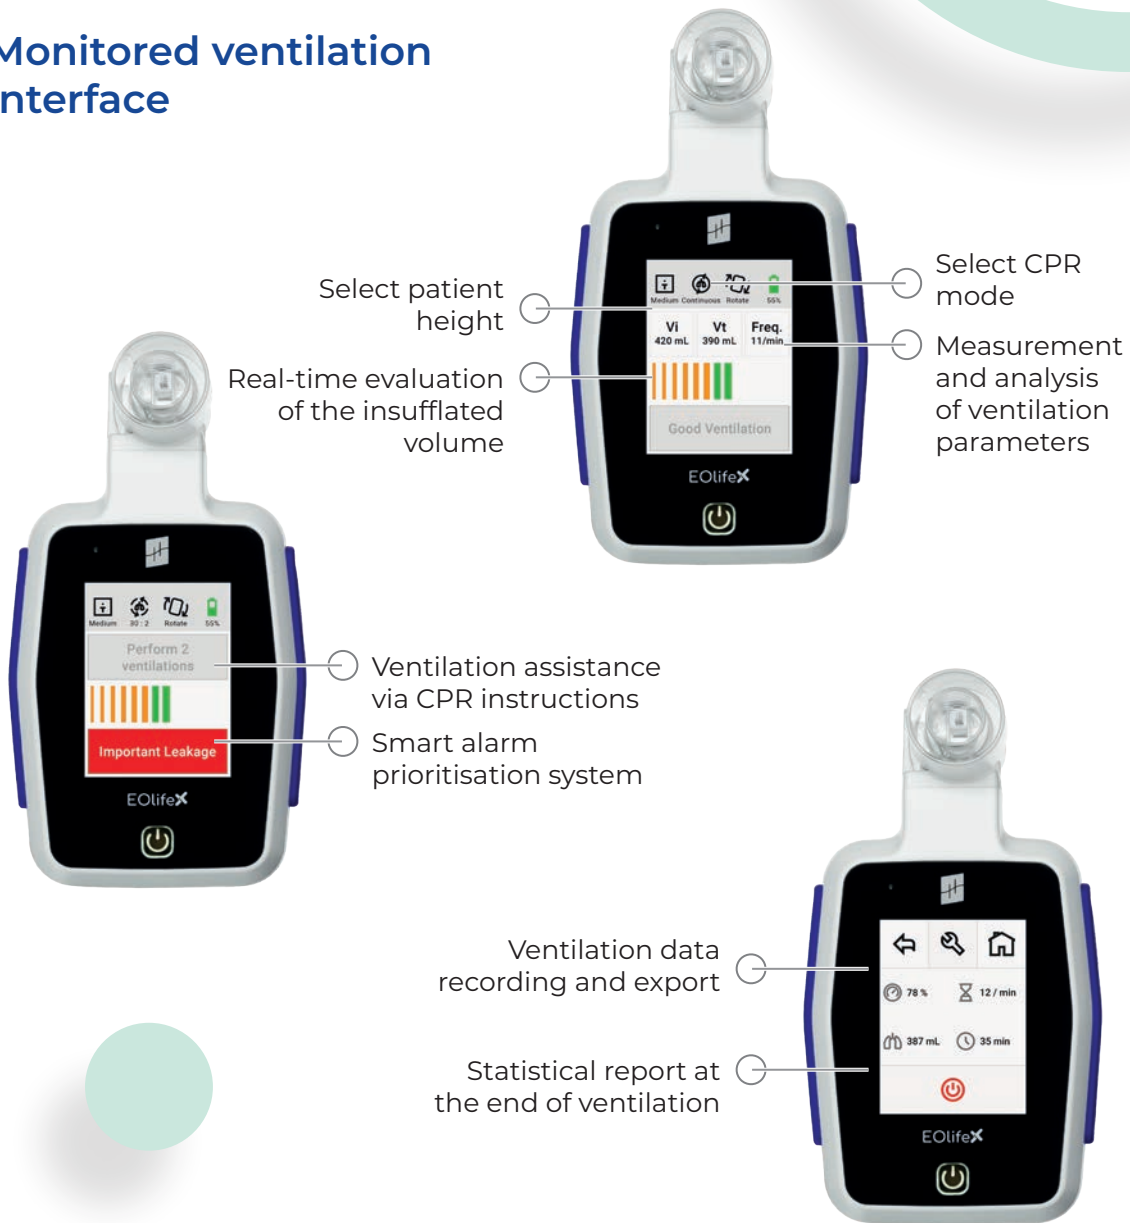 Monitored ventilation
interface
Select patient
height
Real-time evaluation
of the insufflated
volume
Select CPR
mode
Measurement
and analysis
of ventilation
parameters
Medium Continuous Rotate 55%
Vi Vt Freq.
420 mL 390 mL 11/min
Good Ventilation
EOlifeX
Medium 30 : 2 Rotate 55%
Perform 2
ventilations
Important Leakage
EOlifeX
Ventilation assistance
via CPR instructions
Smart alarm
prioritisation system
Ventilation data
recording and export
Statistical report at
the end of ventilation
78 % 12 / min
387 mL 35 min
EOlifeX